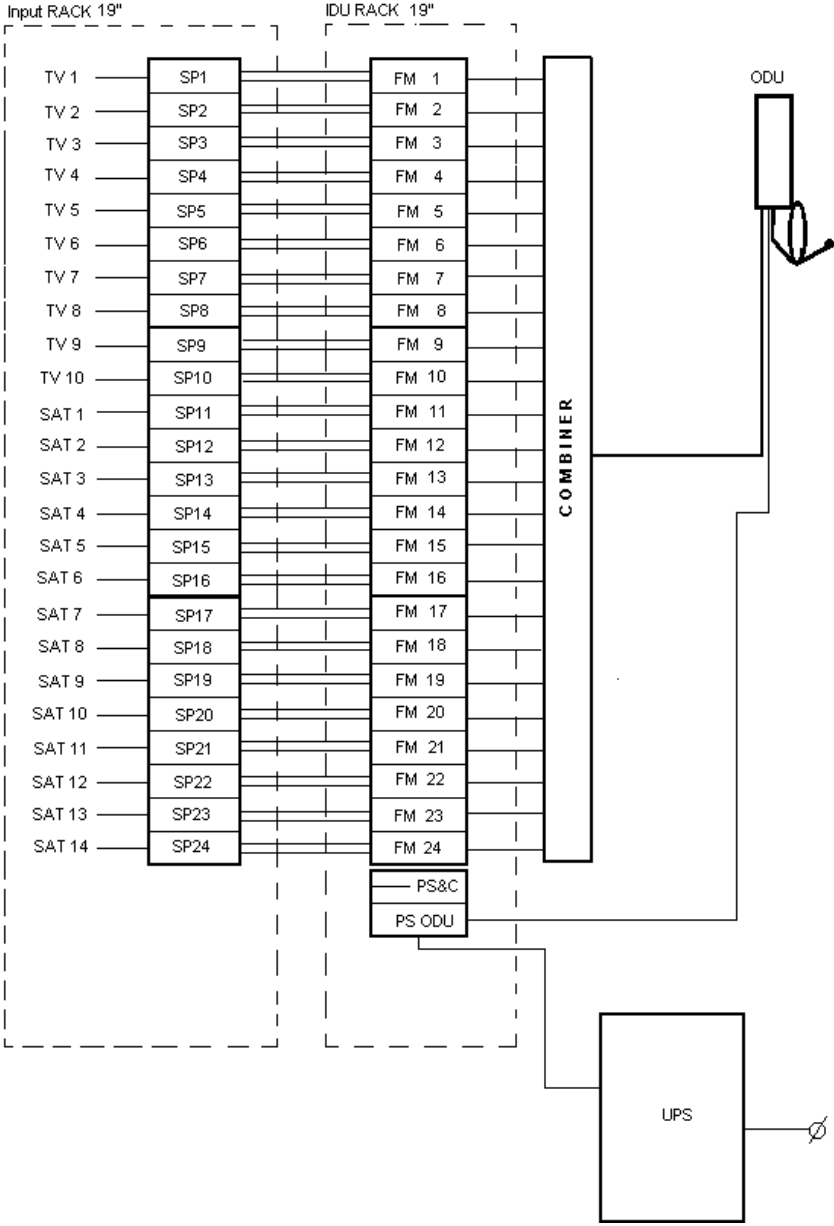 Input RACK 19"
IDU RACK 19"
ODU
TV 1 SP1 FM 1
TV 2 SP2 FM 2
TV 3 SP3 FM 3
TV 4 SP4 FM 4
TV 5 SP5 FM 5
TV 6 SP6 FM 6
TV 7 SP7 FM 7
TV 8 SP8 FM 8
TV 9 SP9 FM 9
TV 10 SP10 FM 10
SAT 1 SP11 FM 11
SAT 2 SP12 FM 12
SAT 3 SP13 FM 13
SAT 4 SP14 FM 14
SAT 5 SP15 FM 15
SAT 6 SP16 FM 16
SAT 7 SP17 FM 17
SAT 8 SP18 FM 18
SAT 9 SP19 FM 19
SAT 10 SP20 FM 20
SAT 11 SP21 FM 21
SAT 12 SP22 FM 22
SAT 13 SP23 FM 23
SAT 14 SP24 FM 24
COMBINER
PS&C
PS ODU
UPS